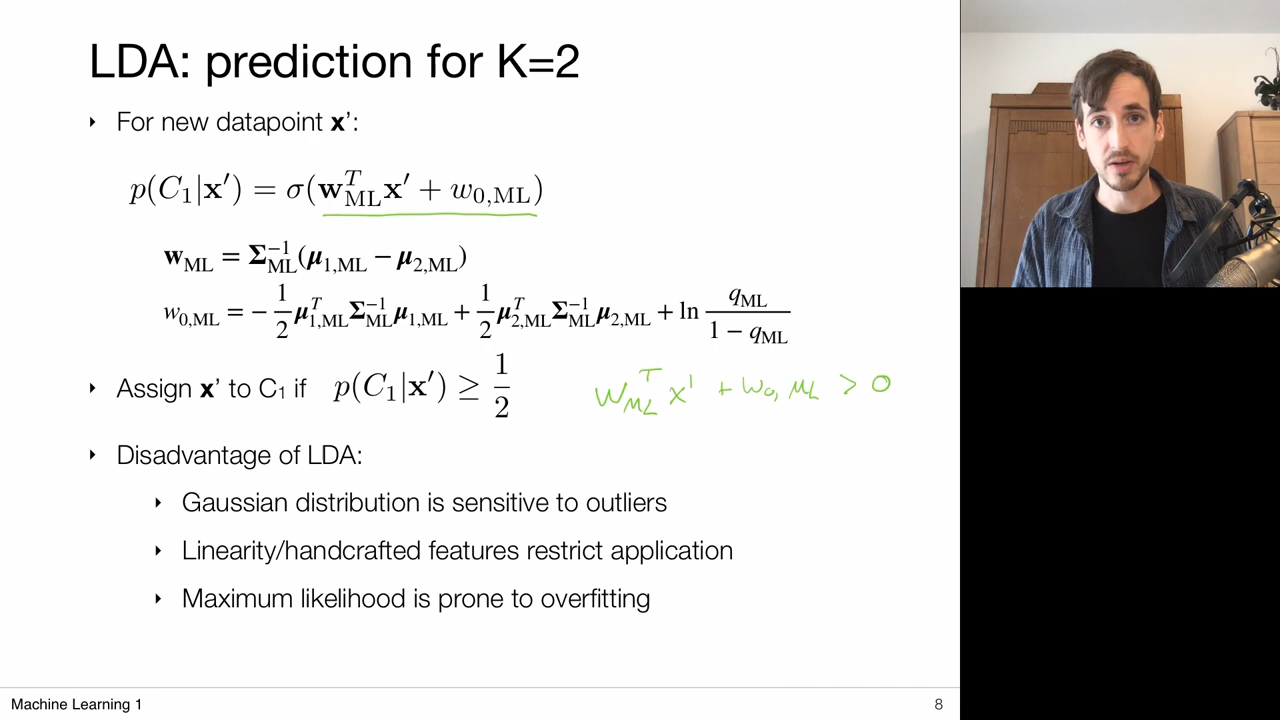 LDA: prediction for K=2
‣ For new datapoint x':
p(C₁|x′) = σ(w_ML^T x′ + w_0,ML)
w_ML = Σ_ML^−1 (μ_1,ML − μ_2,ML)
w_0,ML = − 1/2 μ_1,ML^T Σ_ML^−1 μ_1,ML + 1/2 μ_2,ML^T Σ_ML^−1 μ_2,ML + ln q_ML/(1 − q_ML)
‣ Assign x' to C₁ if p(C₁|x′) ≥ 1/2 w_ML^T x' + w_0,ML > 0
‣ Disadvantage of LDA:
‣ Gaussian distribution is sensitive to outliers
‣ Linearity/handcrafted features restrict application
‣ Maximum likelihood is prone to overfitting
Machine Learning 1 8